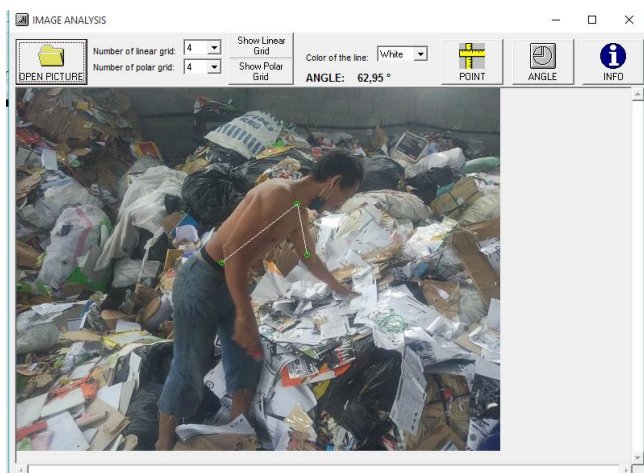 IMAGE ANALYSIS
OPEN PICTURE
Number of linear grid: 4
Number of polar grid: 4
Show Linear
Grid
Show Polar
Grid
Color of the line: White
ANGLE: 62,95 °
POINT
ANGLE
INFO
REG